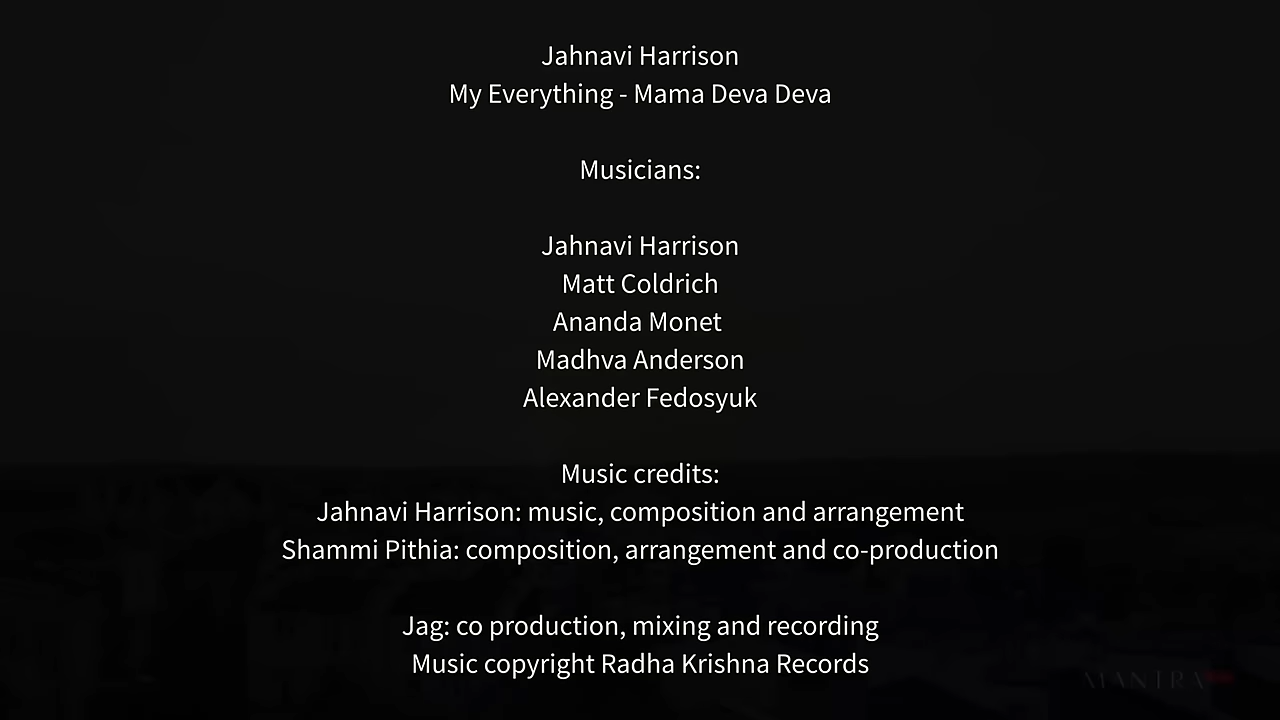 Jahnavi Harrison
My Everything - Mama Deva Deva
Musicians:
Jahnavi Harrison
Matt Coldrich
Ananda Monet
Madhva Anderson
Alexander Fedosyuk
Music credits:
Jahnavi Harrison: music, composition and arrangement
Shammi Pithia: composition, arrangement and co-production
Jag: co production, mixing and recording
Music copyright Radha Krishna Records
MANTRA